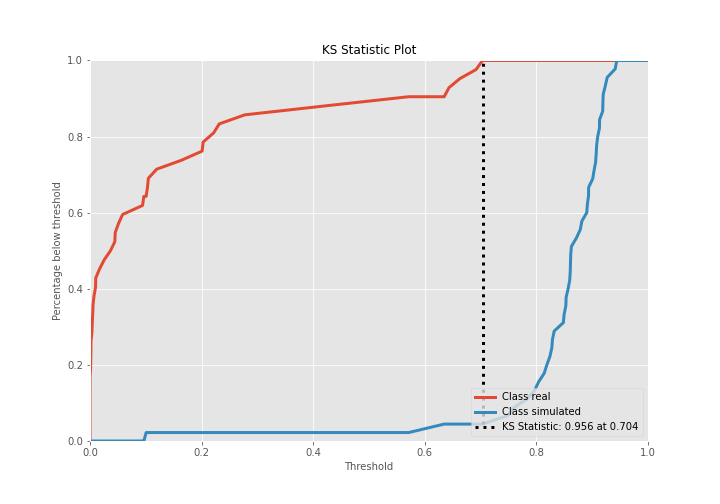 KS Statistic Plot
1.0
0.8
0.6
0.4
0.2
0.0
Percentage below threshold
Class real
Class simulated
KS Statistic: 0.956 at 0.704
0.0 0.2 0.4 0.6 0.8 1.0
Threshold